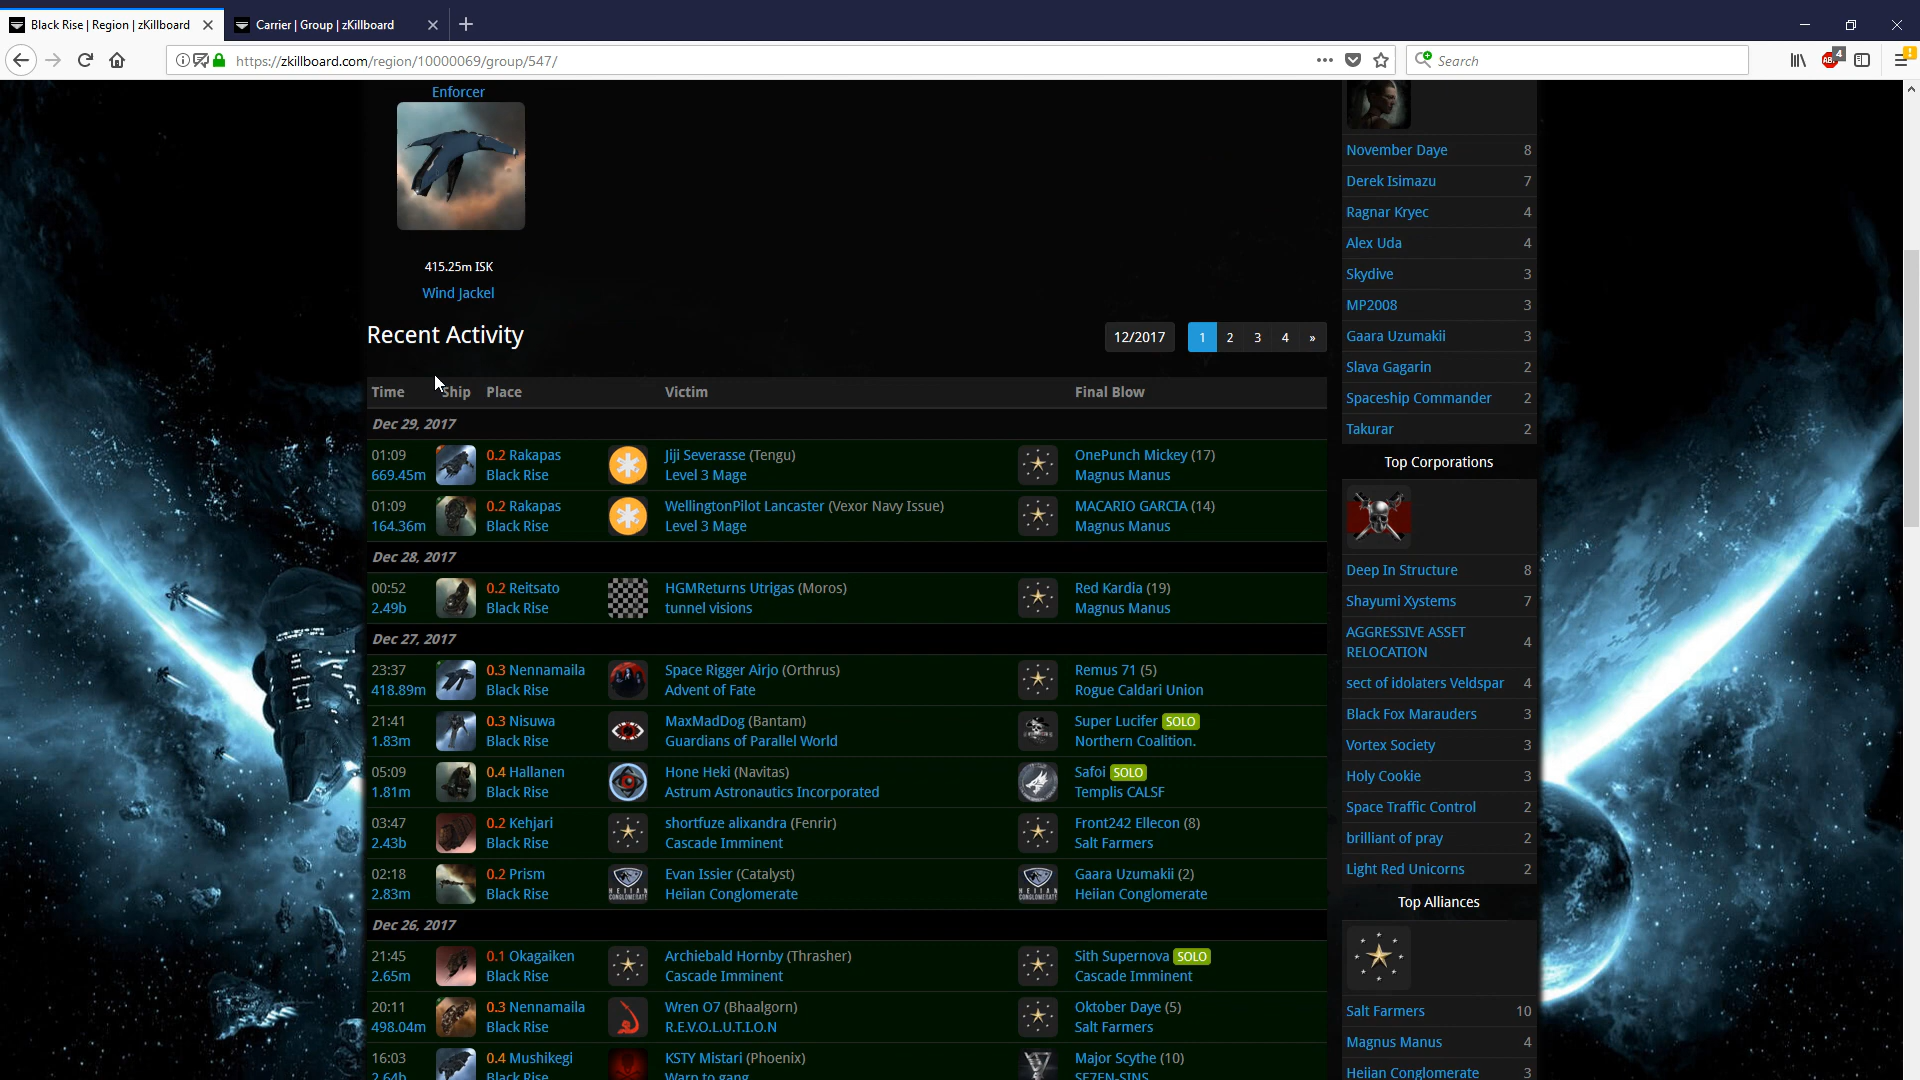 Black Rise | Region | zKillboard
Carrier | Group | zKillboard
https://zkillboard.com/region/10000069/group/547/
Search
4
Enforcer
415.25m ISK
Wind Jackel
Recent Activity
12/2017 1 2 3 4 »
Time Ship Place Victim Final Blow
Dec 29, 2017
01:09 0.2 Rakapas Jiji Severasse (Tengu) OnePunch Mickey (17)
669.45m Black Rise Level 3 Mage Magnus Manus
01:09 0.2 Rakapas WellingtonPilot Lancaster (Vexor Navy Issue) MACARIO GARCIA (14)
164.36m Black Rise Level 3 Mage Magnus Manus
Dec 28, 2017
00:52 0.2 Reitsato HGMReturns Utrigas (Moros) Red Kardia (19)
2.49b Black Rise tunnel visions Magnus Manus
Dec 27, 2017
23:37 0.3 Nennamaila Space Rigger Airjo (Orthrus) Remus 71 (5)
418.89m Black Rise Advent of Fate Rogue Caldari Union
21:41 0.3 Nisuwa MaxMadDog (Bantam) Super Lucifer SOLO
1.83m Black Rise Guardians of Parallel World Northern Coalition.
05:09 0.4 Hallanen Hone Heki (Navitas) Safoi SOLO
1.81m Black Rise Astrum Astronautics Incorporated Templis CALSF
03:47 0.2 Kehjari shortfuze alixandra (Fenrir) Front242 Ellecon (8)
2.43b Black Rise Cascade Imminent Salt Farmers
02:18 0.2 Prism Evan Issier (Catalyst) Gaara Uzumakii (2)
2.83m Black Rise Heiian Conglomerate Heiian Conglomerate
Dec 26, 2017
21:45 0.1 Okagaiken Archiebald Hornby (Thrasher) Sith Supernova SOLO
2.65m Black Rise Cascade Imminent Cascade Imminent
20:11 0.3 Nennamaila Wren O7 (Bhaalgorn) Oktober Daye (5)
498.04m Black Rise R.E.V.O.L.U.T.I.O.N Salt Farmers
16:03 0.4 Mushikegi KSTY Mistari (Phoenix) Major Scythe (10)
2.64b Black Rise Warp to gang SE7EN-SINS
November Daye 8
Derek Isimazu 7
Ragnar Kryec 4
Alex Uda 4
Skydive 3
MP2008 3
Gaara Uzumakii 3
Slava Gagarin 2
Spaceship Commander 2
Takurar 2
Top Corporations
Deep In Structure 8
Shayumi Xystems 7
AGGRESSIVE ASSET
RELOCATION 4
sect of idolaters Veldspar 4
Black Fox Marauders 3
Vortex Society 3
Holy Cookie 3
Space Traffic Control 2
brilliant of pray 2
Light Red Unicorns 2
Top Alliances
Salt Farmers 10
Magnus Manus 4
Heiian Conglomerate 3